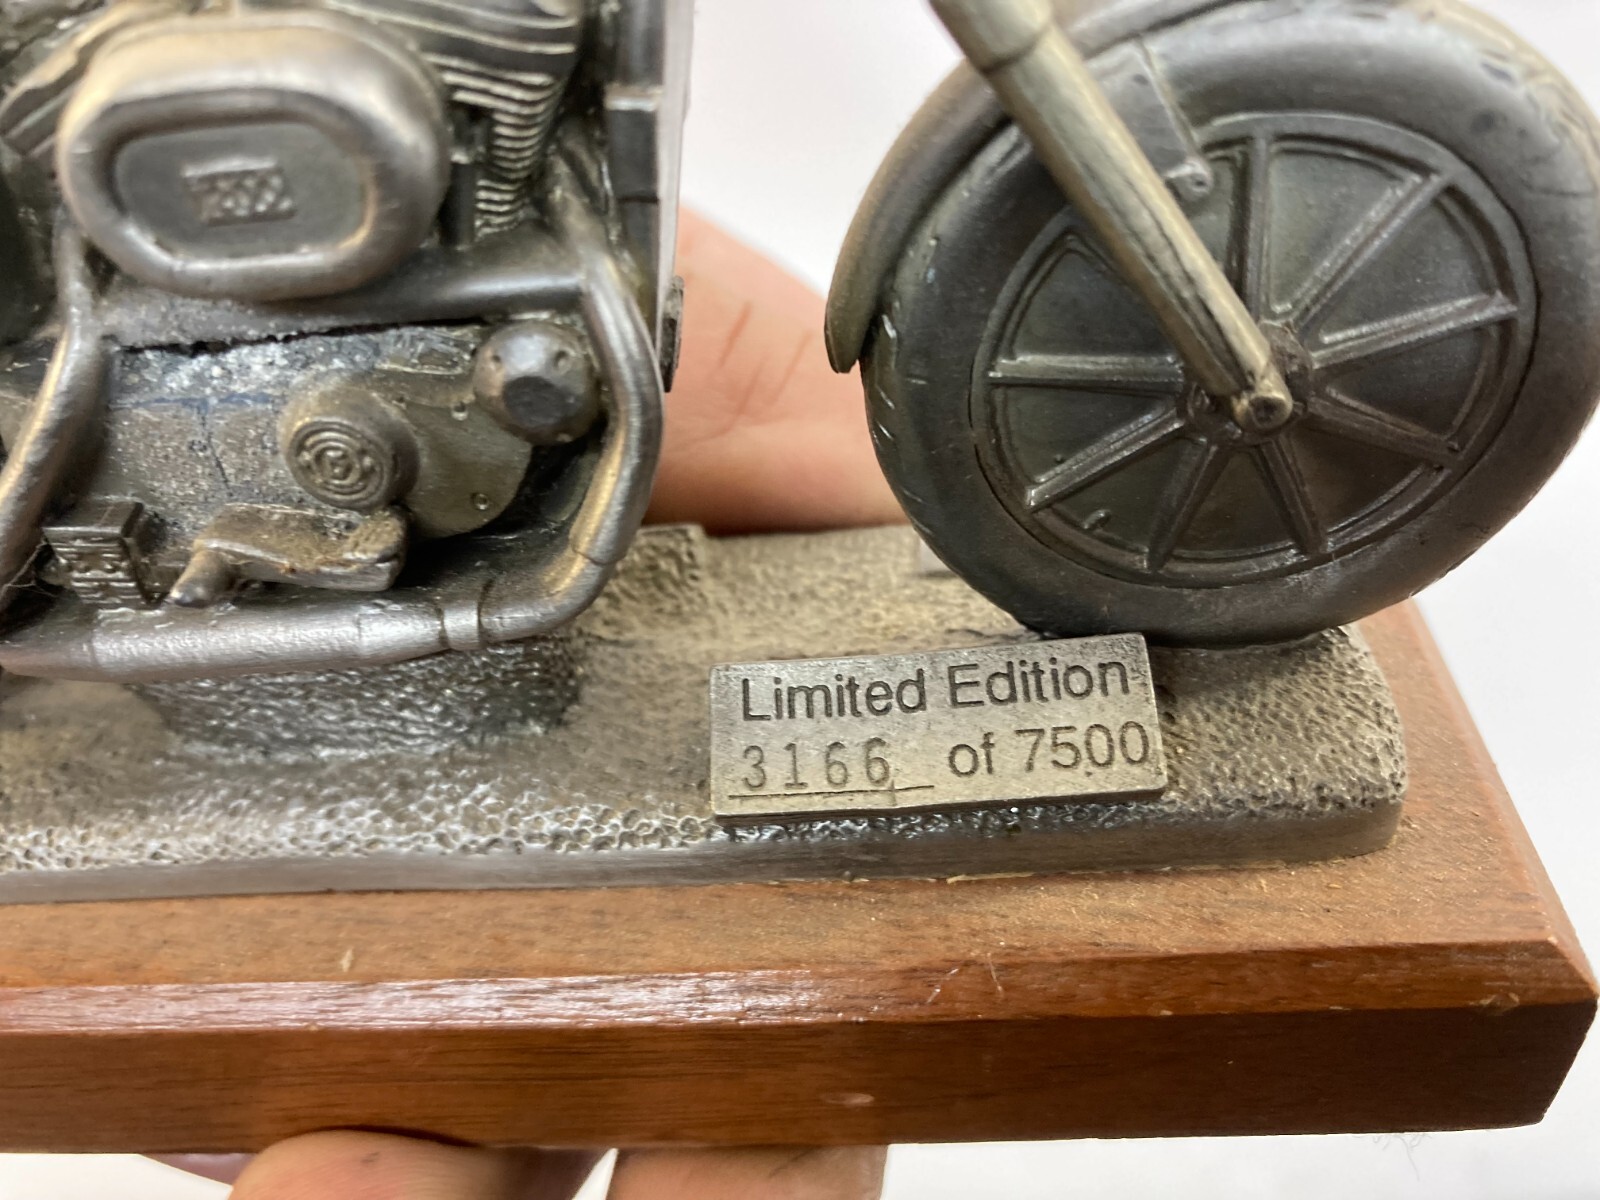 Limited Edition
3166 of 7500